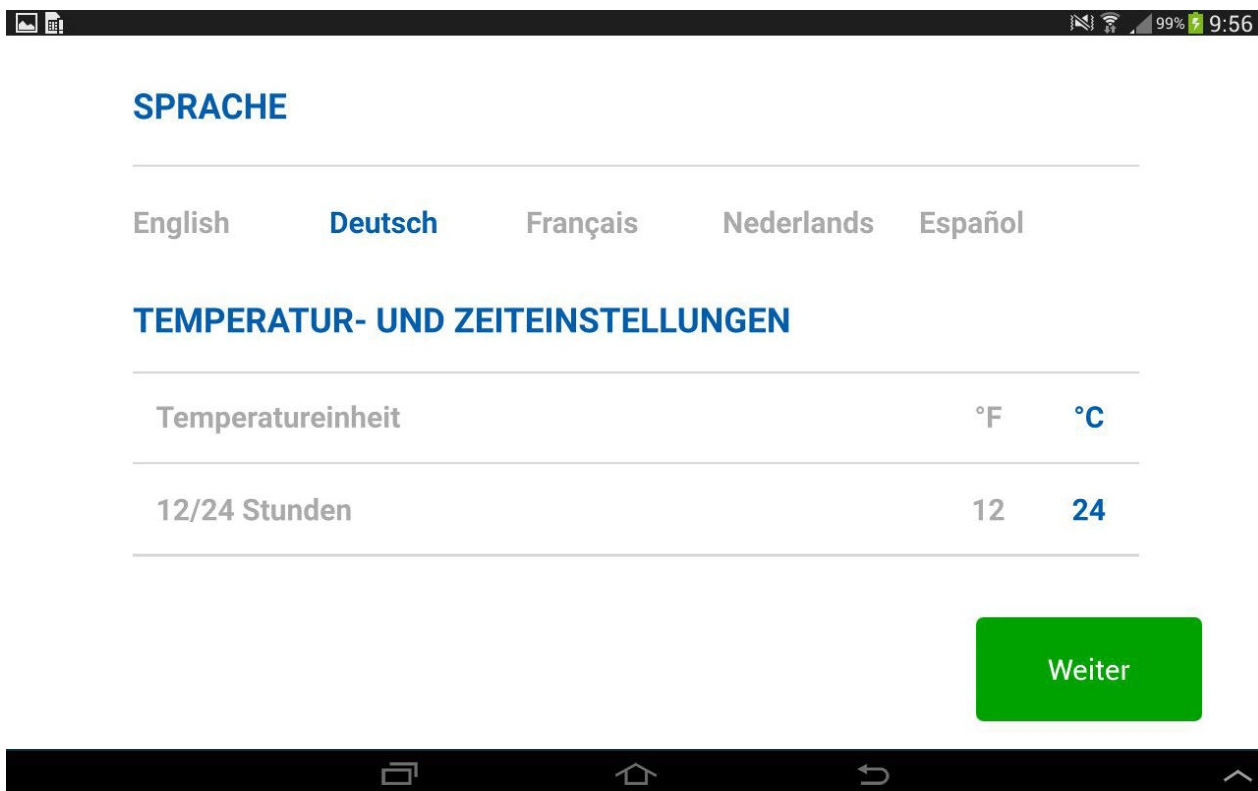 99% 9:56
SPRACHE
English Deutsch Français Nederlands Español
TEMPERATUR- UND ZEITEINSTELLUNGEN
Temperatureinheit °F °C
12/24 Stunden 12 24
Weiter